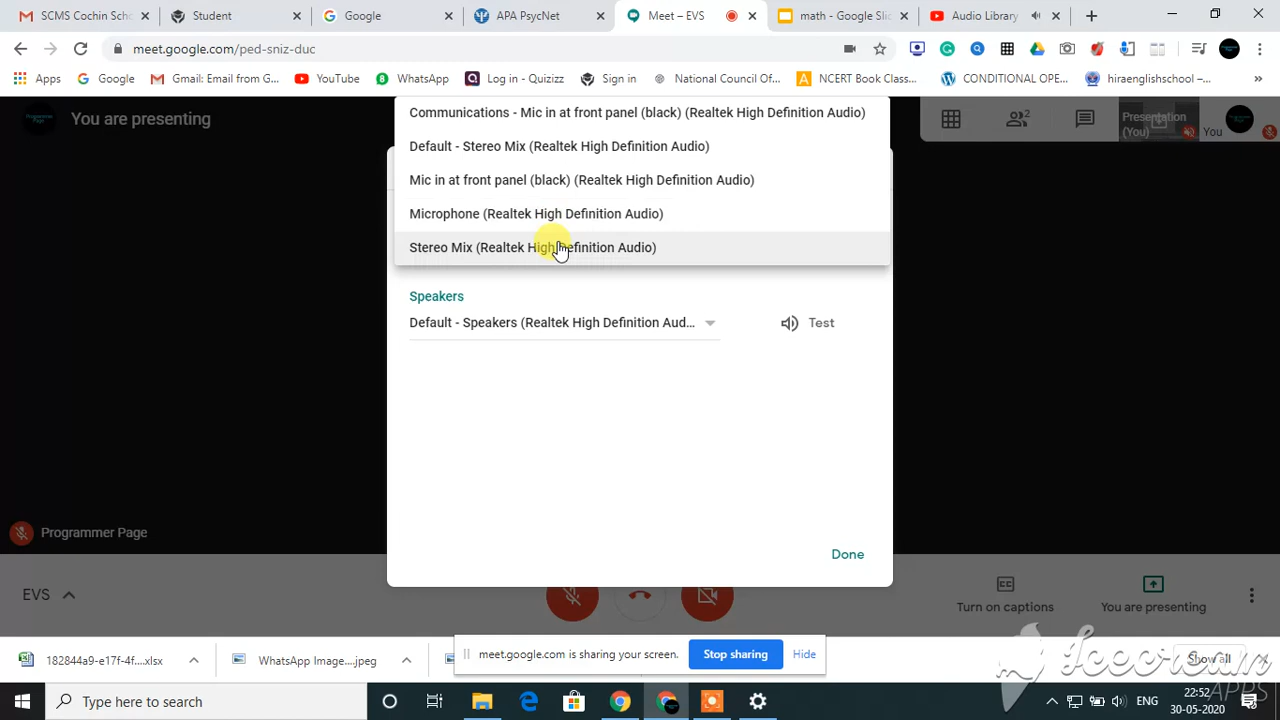 SCMS Sachin Scho
Student
Google
APA PsycNet
Meet – EVS
math - Google Slic
Audio Library
meet.google.com/ped-sniz-duc
Apps
Google
Gmail: Email from G...
YouTube
WhatsApp
Log in - Quizizz
Sign in
National Council Of...
NCERT Book Class...
CONDITIONAL OPE...
hiraenglishschool –...
You are presenting
Presentation
(You)
You
Communications - Mic in at front panel (black) (Realtek High Definition Audio)
Default - Stereo Mix (Realtek High Definition Audio)
Mic in at front panel (black) (Realtek High Definition Audio)
Microphone (Realtek High Definition Audio)
Stereo Mix (Realtek High Definition Audio)
Speakers
Default - Speakers (Realtek High Definition Aud...
Test
Done
Programmer Page
EVS
Turn on captions
You are presenting
182844a9-e17f-4f....xlsx
WhatsApp Image....jpeg
meet.google.com is sharing your screen.
Stop sharing
Hide
Show all
Icecream
APPS
Type here to search
ENG
22:52
30-05-2020